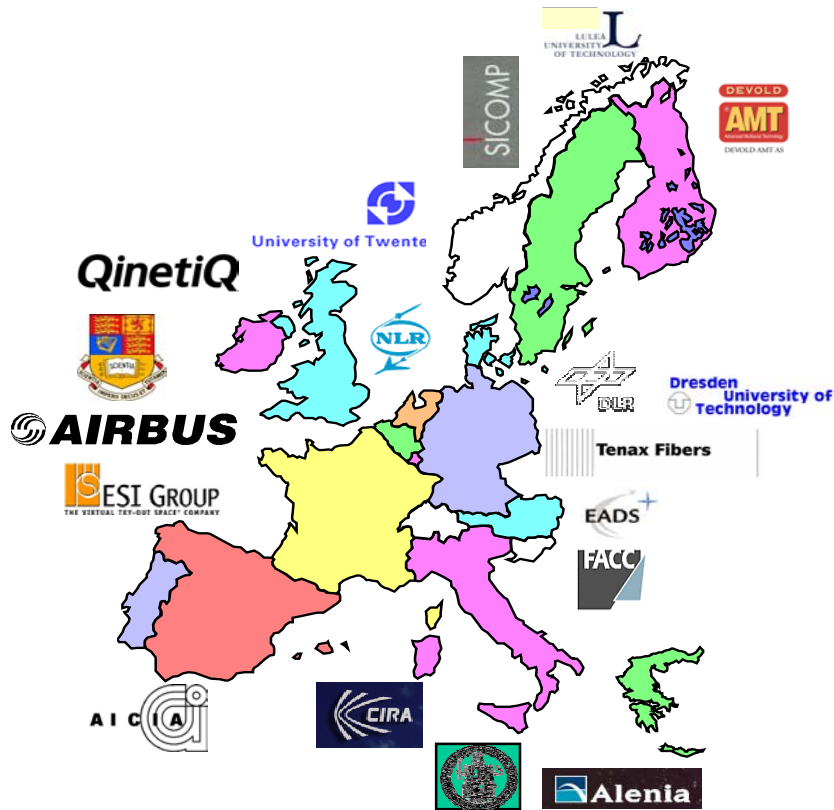 LULEÅ
UNIVERSITY
OF TECHNOLOGY
SICOMP
DEVOLD
AMT
DEVOLD AMT AS
University of Twente
QinetiQ
NLR
SCIENTIA
DLR
Dresden
University of
Technology
AIRBUS
Tenax Fibers
ESI GROUP
THE VIRTUAL TRY-OUT SPACE COMPANY
EADS
FACC
AICIA
CIRA
Alenia